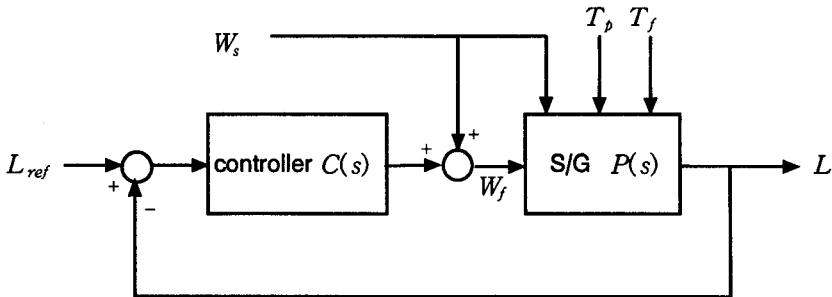 T_p T_f
W_s
+
L_ref + controller C(s) + W_f S/G P(s) L
−